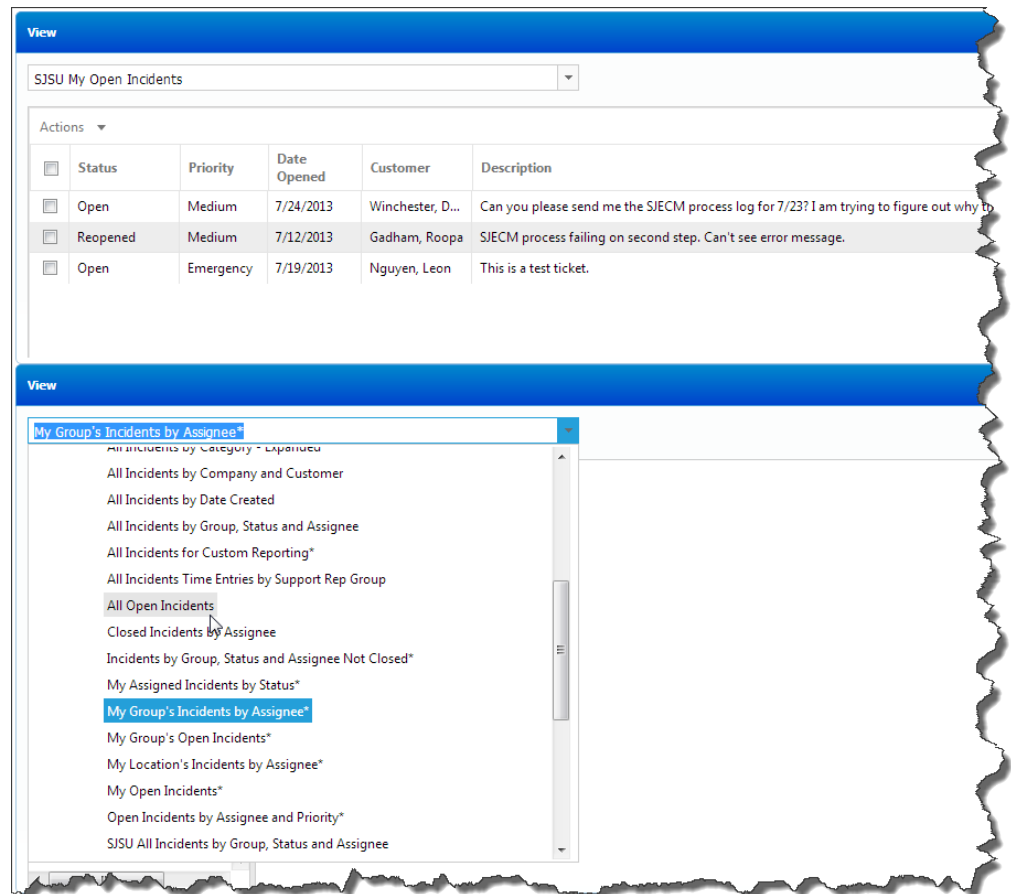 View
SJSU My Open Incidents
Actions
Status Priority Date Opened Customer Description
Open Medium 7/24/2013 Winchester, D... Can you please send me the SJECM process log for 7/23? I am trying to figure out why
Reopened Medium 7/12/2013 Gadham, Roopa SJECM process failing on second step. Can't see error message.
Open Emergency 7/19/2013 Nguyen, Leon This is a test ticket.
View
My Group's Incidents by Assignee*
All Incidents by Category - Expanded
All Incidents by Company and Customer
All Incidents by Date Created
All Incidents by Group, Status and Assignee
All Incidents for Custom Reporting*
All Incidents Time Entries by Support Rep Group
All Open Incidents
Closed Incidents by Assignee
Incidents by Group, Status and Assignee Not Closed*
My Assigned Incidents by Status*
My Group's Incidents by Assignee*
My Group's Open Incidents*
My Location's Incidents by Assignee*
My Open Incidents*
Open Incidents by Assignee and Priority*
SJSU All Incidents by Group, Status and Assignee